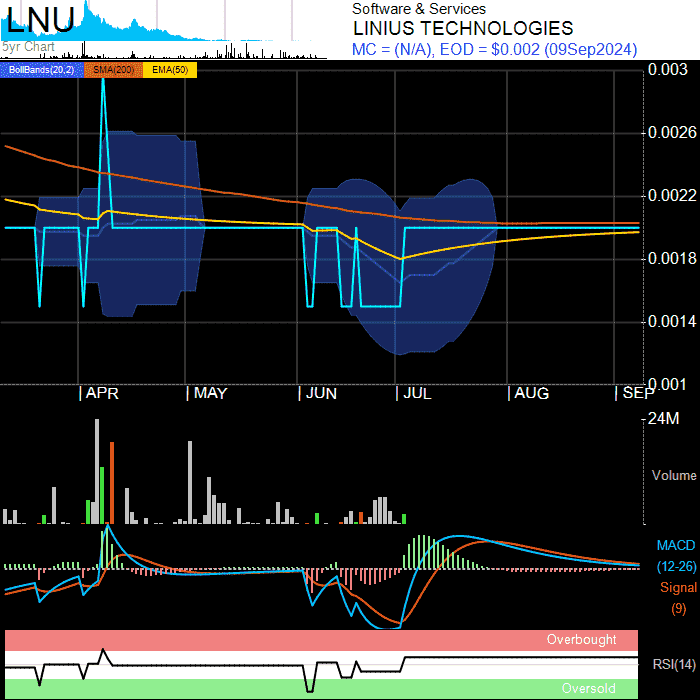 LNU
Software & Services
LINIUS TECHNOLOGIES
5yr Chart
MC = (N/A), EOD = $0.002 (09Sep2024)
BollBands(20,2) SMA(200) EMA(50)
0.003
0.0026
0.0022
0.0018
0.0014
0.001
APR MAY JUN JUL AUG SEP
24M
Volume
MACD
(12-26)
Signal
(9)
Overbought
RSI(14)
Oversold